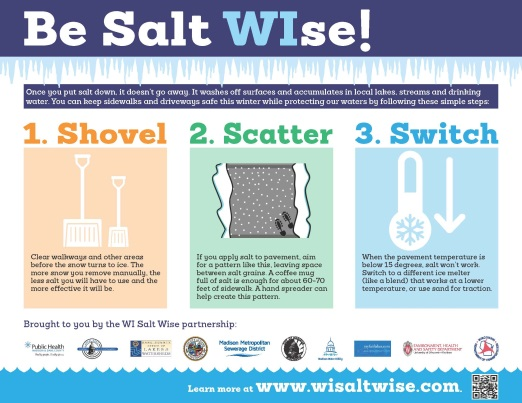 Be Salt WIse!
Once you put salt down, it doesn't go away. It washes off surfaces and accumulates in local lakes, streams and drinking
water. You can keep sidewalks and driveways safe this winter while protecting our waters by following these simple steps:
1. Shovel
Clear walkways and other areas
before the snow turns to ice. The
more snow you remove manually, the
less salt you will have to use and the
more effective it will be.
2. Scatter
If you apply salt to pavement, aim
for a pattern like this, leaving space
between salt grains. A coffee mug
full of salt is enough for about 60-70
feet of sidewalk. A hand spreader can
help create this pattern.
3. Switch
When the pavement temperature is
below 15 degrees, salt won't work.
Switch to a different ice melter
(like a blend) that works at a lower
temperature, or use sand for traction.
Brought to you by the WI Salt Wise partnership:
Public Health
Madison Metropolitan
Sewerage District
Learn more at www.wisaltwise.com.